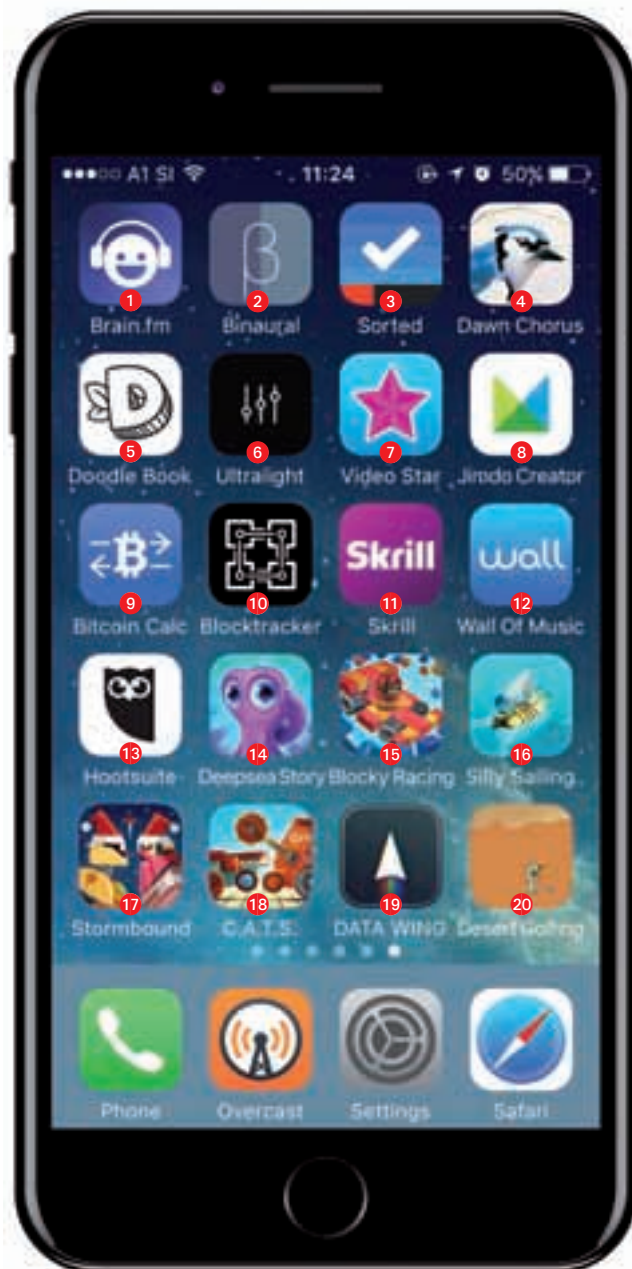 A1 SI 11:24 50%
β Skrill wall
1 2 3 4
Brain.fm Binaural Sorted Dawn Chorus
5 6 7 8
Doodle Book Ultralight Video Star Jimdo Creator
9 10 11 12
Bitcoin Calc Blocktracker Skrill Wall Of Music
13 14 15 16
Hootsuite Deepsea Story Blocky Racing Silly Sailing
17 18 19 20
Stormbound C.A.T.S. DATA WING Desert Golfing
Phone Overcast Settings Safari